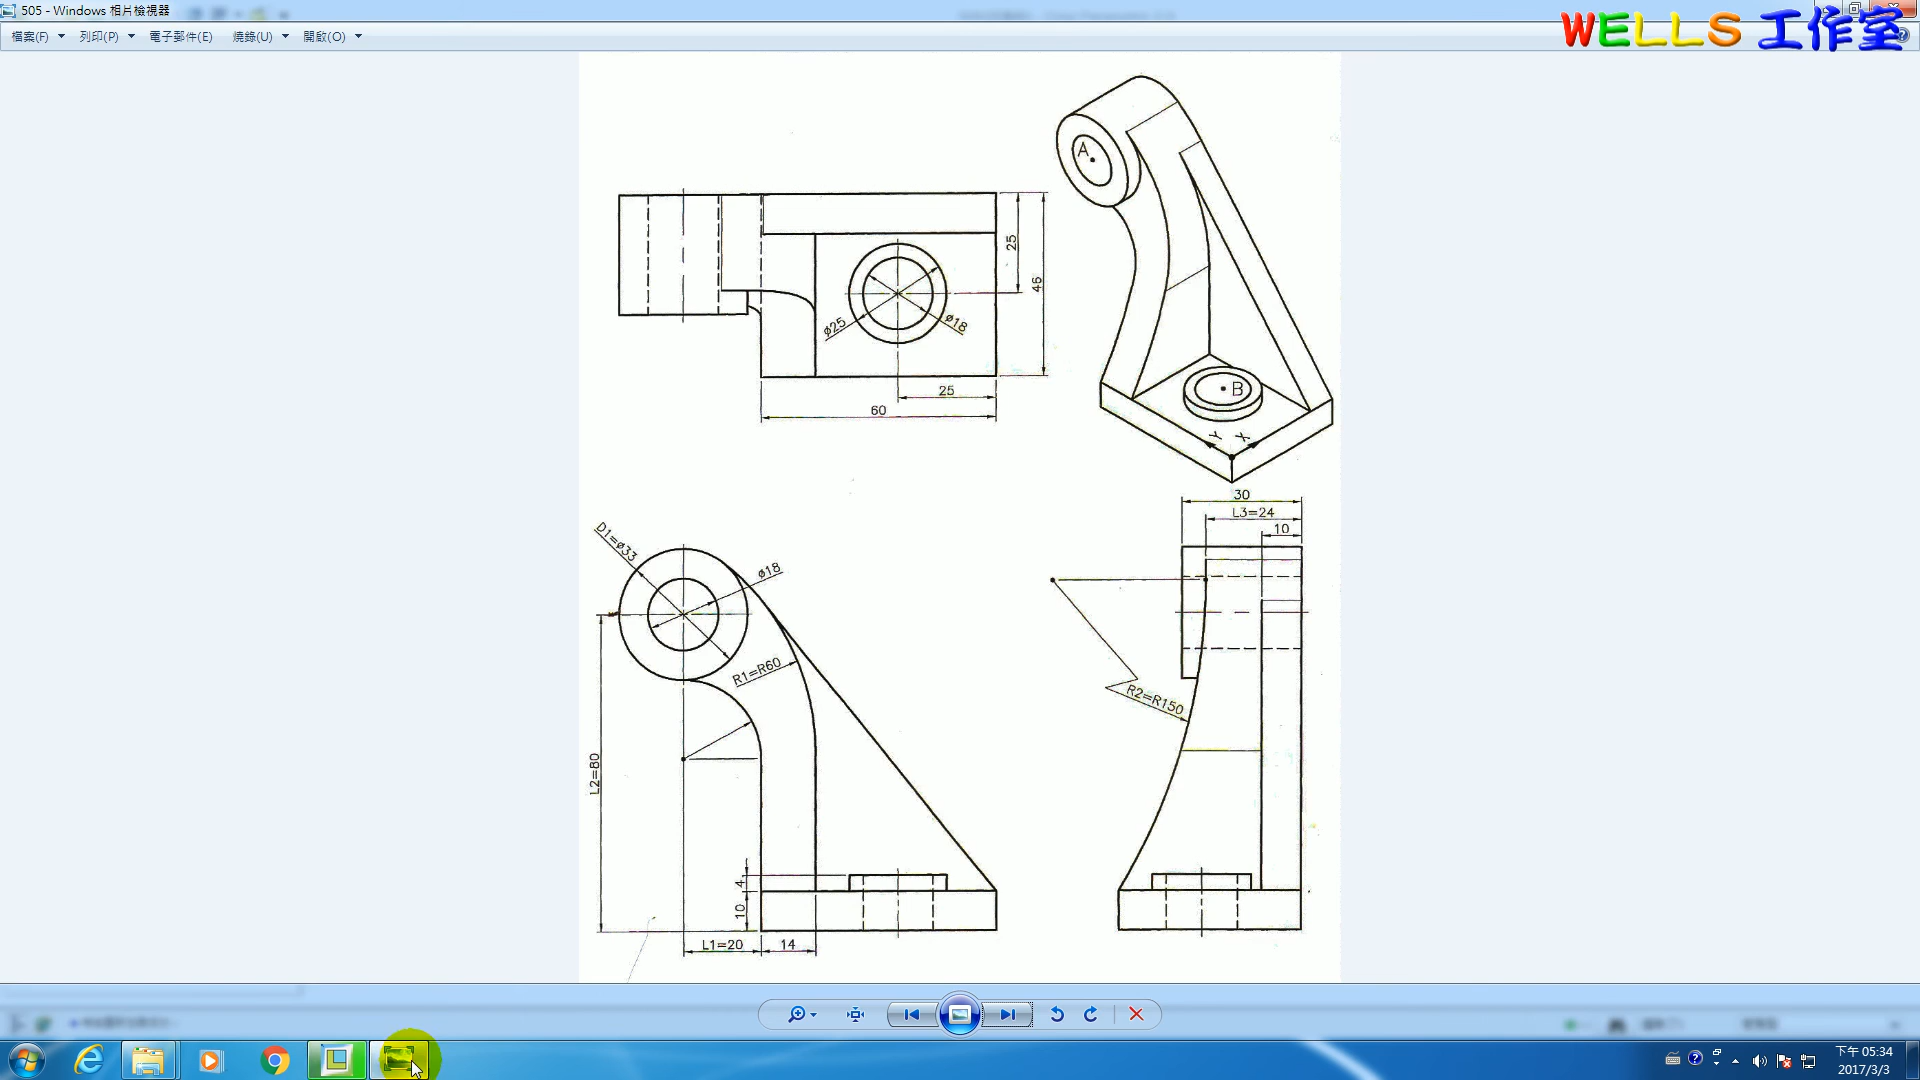 505 - Windows 相片檢視器
WELLS 工作室
檔案(F) 列印(P) 電子郵件(E) 燒錄(U) 開啟(O)
A
25
46
ø25
ø18
25
60
B
Y X
30
L3=24
10
D1=ø33
ø18
R1=R60
R2=R150
L2=80
4
10
L1=20
14
下午 05:34
2017/3/3